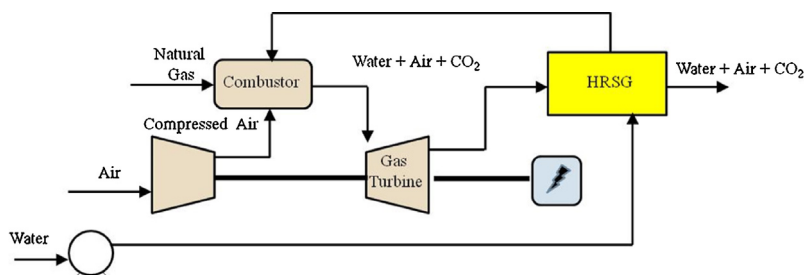 Natural
Gas
Combustor
Water + Air + CO₂
HRSG
Water + Air + CO₂
Compressed Air
Air
Gas
Turbine
Water